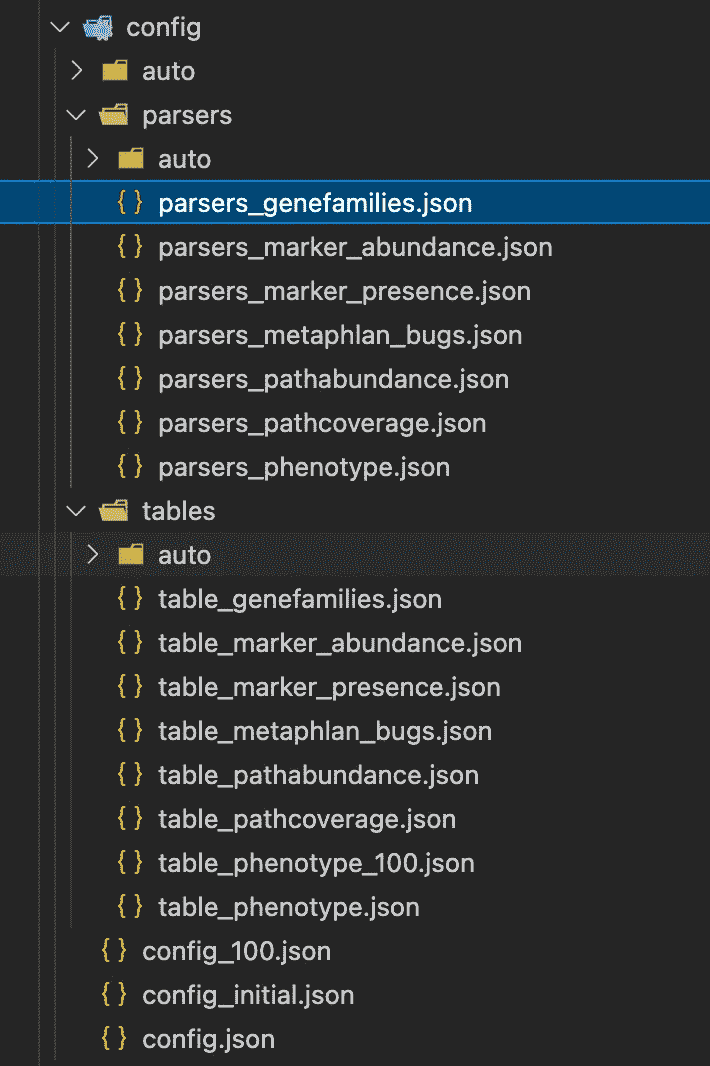 config
auto
parsers
auto
{ } parsers_genefamilies.json
{ } parsers_marker_abundance.json
{ } parsers_marker_presence.json
{ } parsers_metaphlan_bugs.json
{ } parsers_pathabundance.json
{ } parsers_pathcoverage.json
{ } parsers_phenotype.json
tables
auto
{ } table_genefamilies.json
{ } table_marker_abundance.json
{ } table_marker_presence.json
{ } table_metaphlan_bugs.json
{ } table_pathabundance.json
{ } table_pathcoverage.json
{ } table_phenotype_100.json
{ } table_phenotype.json
{ } config_100.json
{ } config_initial.json
{ } config.json